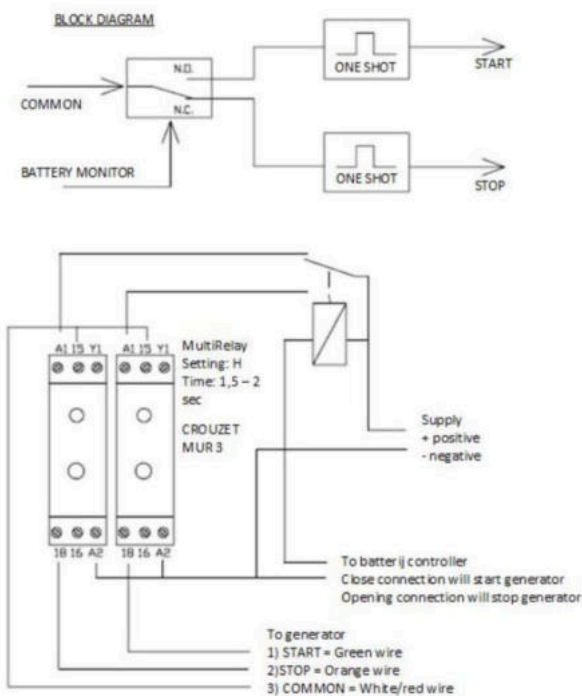 BLOCK DIAGRAM
N.O.
ONE SHOT
START
COMMON
N.C.
BATTERY MONITOR
ONE SHOT
STOP
A1 15 Y1
A1 15 Y1
MultiRelay
Setting: H
Time: 1,5 – 2
sec
CROUZET
MUR3
Supply
+ positive
- negative
18 16 A2
18 16 A2
To batterij controller
Close connection will start generator
Opening connection will stop generator
To generator
1) START = Green wire
2)STOP = Orange wire
3) COMMON = White/red wire